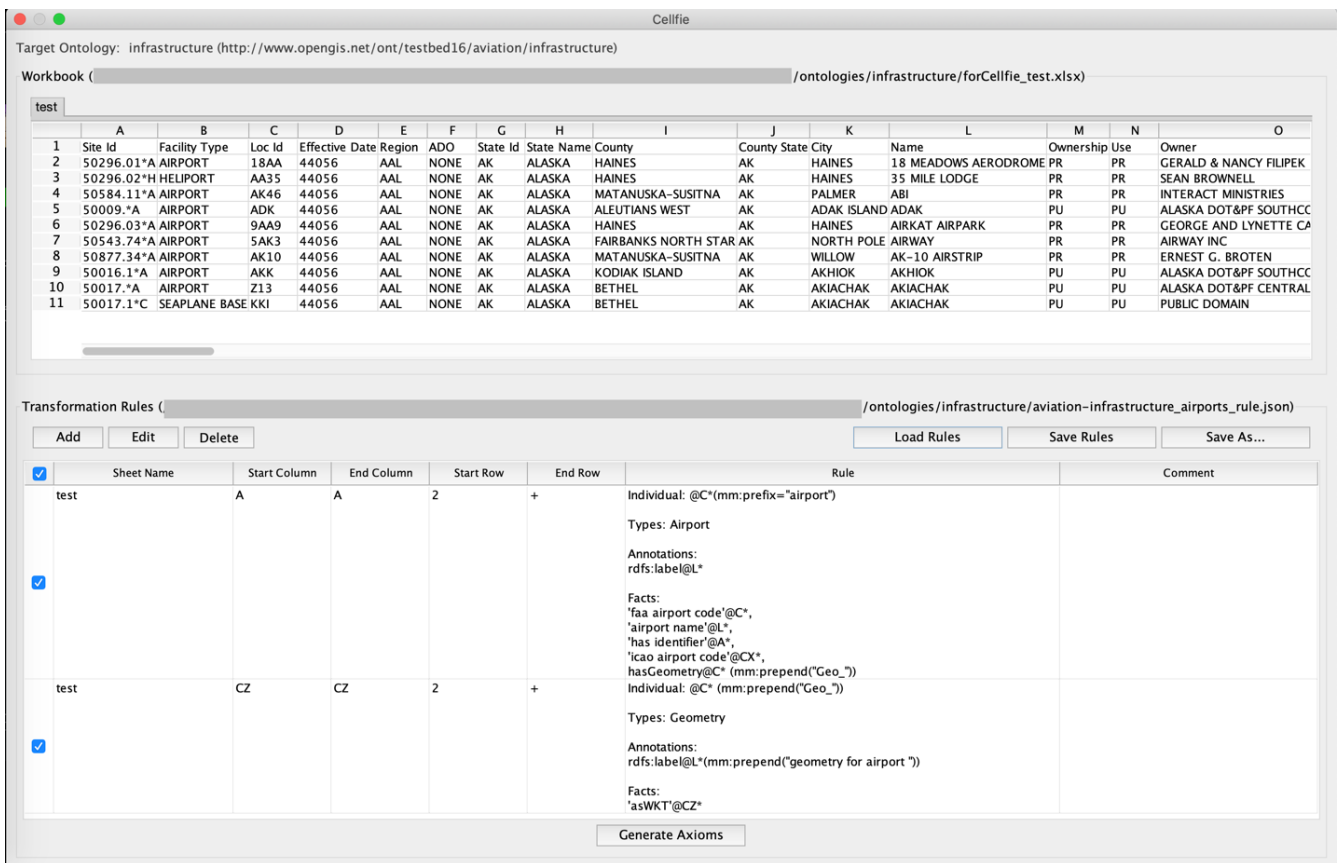 Cellfie
Target Ontology: infrastructure (http://www.opengis.net/ont/testbed16/aviation/infrastructure)
Workbook ( /ontologies/infrastructure/forCellfie_test.xlsx)
test
A B C D E F G H I J K L M N O
1 Site Id Facility Type Loc Id Effective Date Region ADO State Id State Name County County State City Name Ownership Use Owner
2 50296.01*A AIRPORT 18AA 44056 AAL NONE AK ALASKA HAINES AK HAINES 18 MEADOWS AERODROME PR PR GERALD & NANCY FILIPEK
3 50296.02*H HELIPORT AA35 44056 AAL NONE AK ALASKA HAINES AK HAINES 35 MILE LODGE PR PR SEAN BROWNELL
4 50584.11*A AIRPORT AK46 44056 AAL NONE AK ALASKA MATANUSKA-SUSITNA AK PALMER ABI PR PR INTERACT MINISTRIES
5 50009.*A AIRPORT ADK 44056 AAL NONE AK ALASKA ALEUTIANS WEST AK ADAK ISLAND ADAK PU PU ALASKA DOT&PF SOUTHCC
6 50296.03*A AIRPORT 9AA9 44056 AAL NONE AK ALASKA HAINES AK HAINES AIRKAT AIRPARK PR PR GEORGE AND LYNETTE CA
7 50543.74*A AIRPORT 5AK3 44056 AAL NONE AK ALASKA FAIRBANKS NORTH STAR AK NORTH POLE AIRWAY PR PR AIRWAY INC
8 50877.34*A AIRPORT AK10 44056 AAL NONE AK ALASKA MATANUSKA-SUSITNA AK WILLOW AK-10 AIRSTRIP PR PR ERNEST G. BROTEN
9 50016.1*A AIRPORT AKK 44056 AAL NONE AK ALASKA KODIAK ISLAND AK AKHIOK AKHIOK PU PU ALASKA DOT&PF SOUTHCC
10 50017.*A AIRPORT Z13 44056 AAL NONE AK ALASKA BETHEL AK AKIACHAK AKIACHAK PU PU ALASKA DOT&PF CENTRAL
11 50017.1*C SEAPLANE BASE KKI 44056 AAL NONE AK ALASKA BETHEL AK AKIACHAK AKIACHAK PU PU PUBLIC DOMAIN
Transformation Rules ( /ontologies/infrastructure/aviation-infrastructure_airports_rule.json)
Add Edit Delete Load Rules Save Rules Save As...
Sheet Name Start Column End Column Start Row End Row Rule Comment
test A A 2 + Individual: @C*(mm:prefix="airport")
Types: Airport
Annotations:
rdfs:label@L*
Facts:
'faa airport code'@C*,
'airport name'@L*,
'has identifier'@A*,
'icao airport code'@CX*,
hasGeometry@C* (mm:prepend("Geo_"))
test CZ CZ 2 + Individual: @C* (mm:prepend("Geo_"))
Types: Geometry
Annotations:
rdfs:label@L*(mm:prepend("geometry for airport "))
Facts:
'asWKT'@CZ*
Generate Axioms